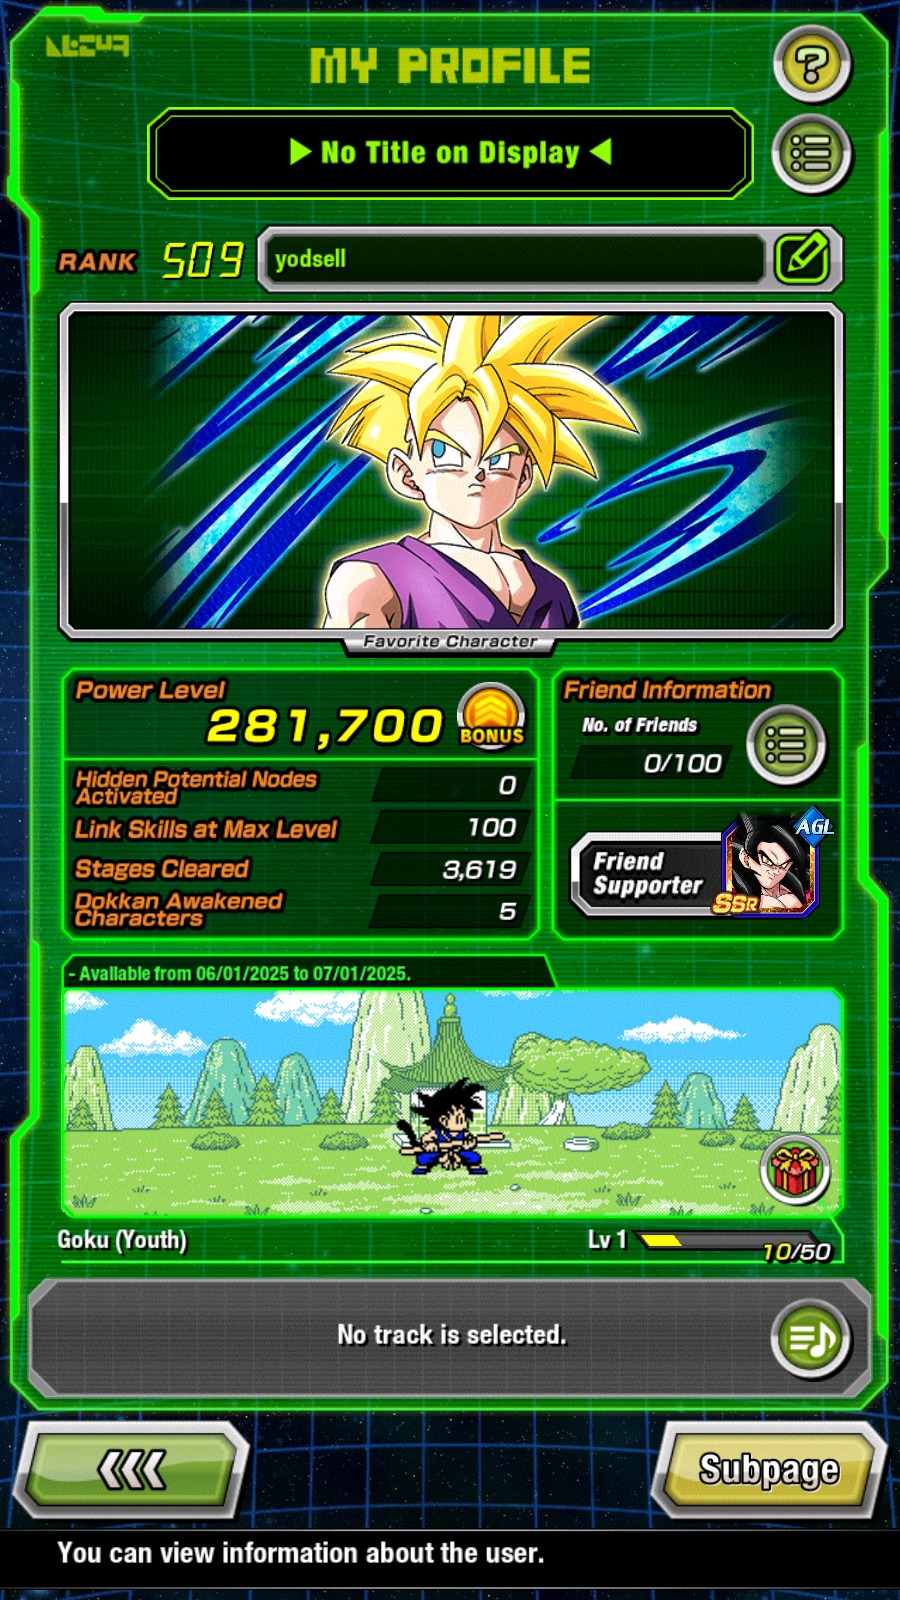 MY PROFILE
?
▶ No Title on Display ◀
RANK 509 yodsell
Favorite Character
Power Level
281,700
BONUS
Hidden Potential Nodes
Activated
0
Link Skills at Max Level 100
Stages Cleared 3,619
Dokkan Awakened
Characters
5
Friend Information
No. of Friends
0/100
Friend
Supporter
AGL
SSR
- Available from 06/01/2025 to 07/01/2025.
Goku (Youth) Lv 1 10/50
No track is selected.
Subpage
You can view information about the user.